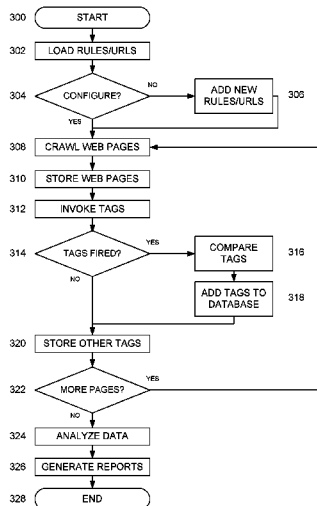 300 START
302 LOAD RULES/URLS
304 CONFIGURE?
NO
ADD NEW
RULES/URLS
306
YES
308 CRAWL WEB PAGES
310 STORE WEB PAGES
312 INVOKE TAGS
314 TAGS FIRED?
YES
COMPARE
TAGS
316
NO
ADD TAGS TO
DATABASE
318
320 STORE OTHER TAGS
322 MORE PAGES?
YES
NO
324 ANALYZE DATA
326 GENERATE REPORTS
328 END